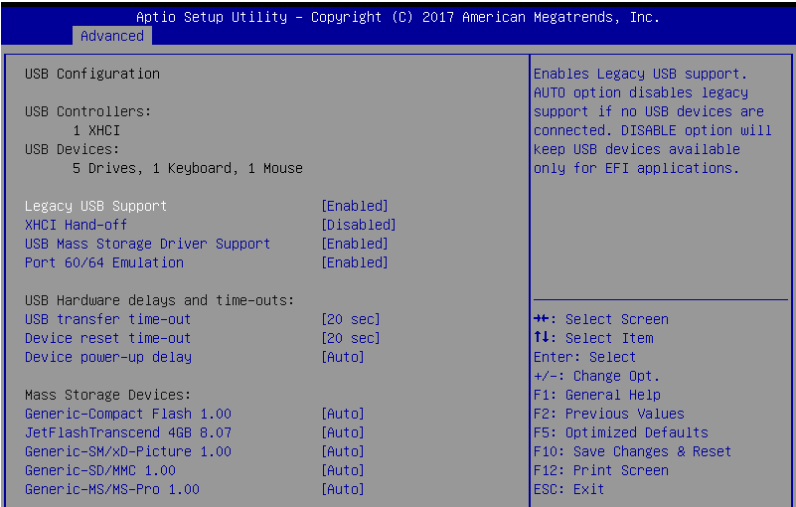 Aptio Setup Utility – Copyright (C) 2017 American Megatrends, Inc.
Advanced
USB Configuration
USB Controllers:
1 XHCI
USB Devices:
5 Drives, 1 Keyboard, 1 Mouse
Legacy USB Support [Enabled]
XHCI Hand-off [Disabled]
USB Mass Storage Driver Support [Enabled]
Port 60/64 Emulation [Enabled]
USB Hardware delays and time-outs:
USB transfer time-out [20 sec]
Device reset time-out [20 sec]
Device power-up delay [Auto]
Mass Storage Devices:
Generic-Compact Flash 1.00 [Auto]
JetFlashTranscend 4GB 8.07 [Auto]
Generic-SM/xD-Picture 1.00 [Auto]
Generic-SD/MMC 1.00 [Auto]
Generic-MS/MS-Pro 1.00 [Auto]
Enables Legacy USB support.
AUTO option disables legacy
support if no USB devices are
connected. DISABLE option will
keep USB devices available
only for EFI applications.
→←: Select Screen
↑↓: Select Item
Enter: Select
+/-: Change Opt.
F1: General Help
F2: Previous Values
F5: Optimized Defaults
F10: Save Changes & Reset
F12: Print Screen
ESC: Exit